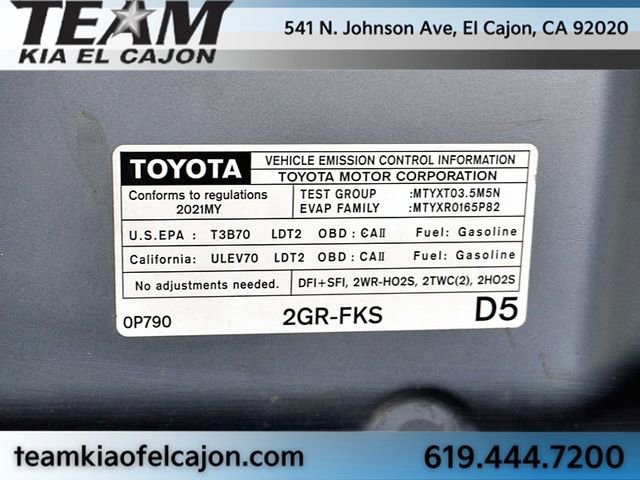 TEAM
KIA EL CAJON
541 N. Johnson Ave, El Cajon, CA 92020
TOYOTA
VEHICLE EMISSION CONTROL INFORMATION
TOYOTA MOTOR CORPORATION
Conforms to regulations
2021MY
TEST GROUP :MTYXT03.5M5N
EVAP FAMILY :MTYXR0165P82
U.S.EPA : T3B70 LDT2 OBD : CAII Fuel: Gasoline
California: ULEV70 LDT2 OBD : CAII Fuel: Gasoline
No adjustments needed.
DFI+SFI, 2WR-HO2S, 2TWC(2), 2HO2S
0P790 2GR-FKS D5
teamkiaofelcajon.com 619.444.7200